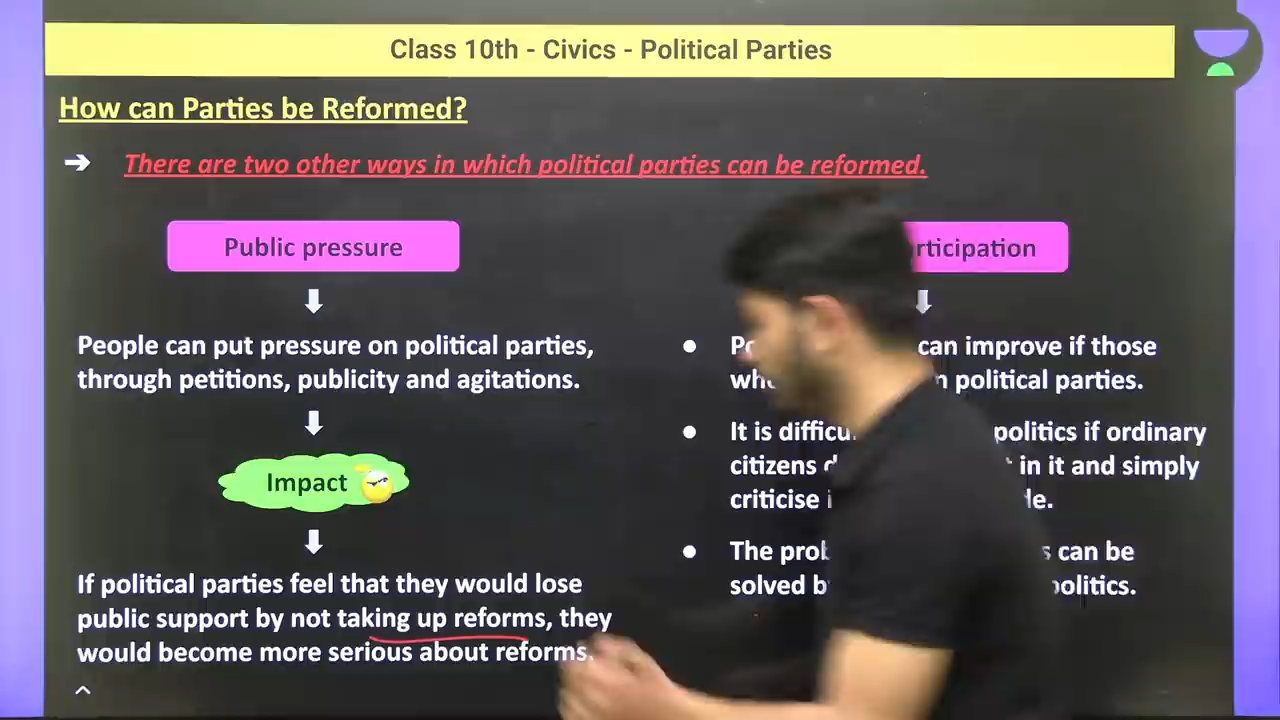 Class 10th - Civics - Political Parties
How can Parties be Reformed?
There are two other ways in which political parties can be reformed.
Public pressure
People can put pressure on political parties,
through petitions, publicity and agitations.
Impact
If political parties feel that they would lose
public support by not taking up reforms, they
would become more serious about reforms.
can improve if those
political parties.
It is politics if ordinary
citizens in it and simply
criticise
The can be
solved